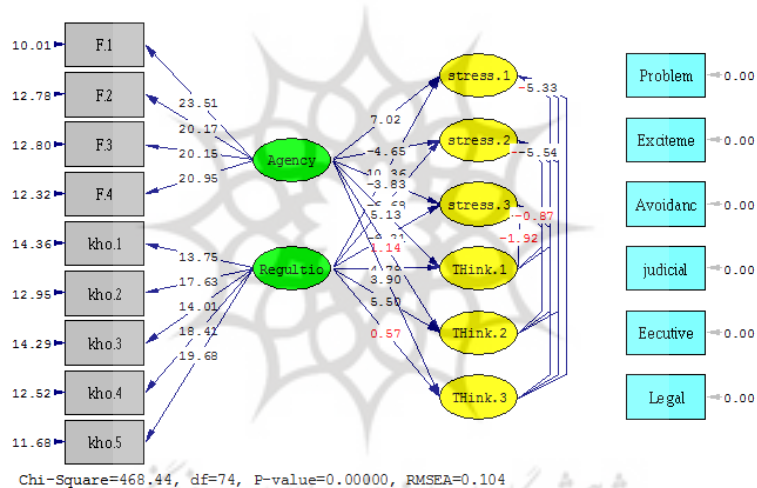 10.01 F.1
12.78 F.2
12.80 F.3
12.32 F.4
14.36 kho.1
12.95 kho.2
14.29 kho.3
12.52 kho.4
11.68 kho.5
23.51
20.17
20.15
20.95
13.75
17.63
14.01
18.41
19.68
Agency
Regultio
7.02
-4.65
10.36
-3.83
5.13
1.14
3.90
5.50
0.57
stress.1
stress.2
stress.3
THink.1
THink.2
THink.3
-5.33
-5.54
-0.87
-1.92
Problem 0.00
Exciteme 0.00
Avoidanc 0.00
judicial 0.00
Eecutive 0.00
Legal 0.00
Chi-Square=468.44, df=74, P-value=0.00000, RMSEA=0.104